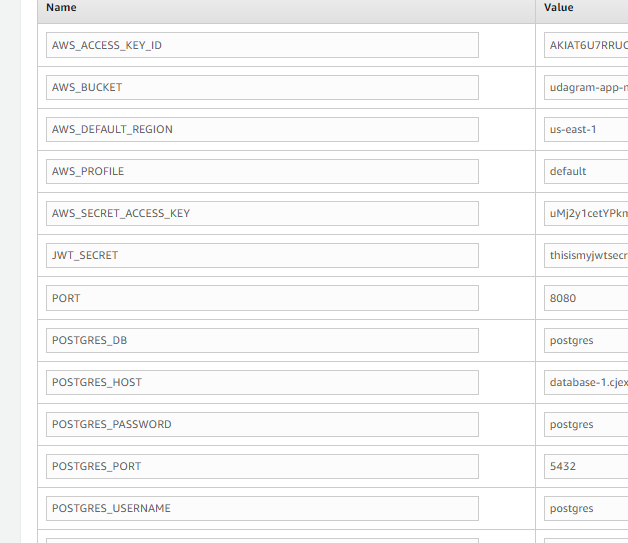 Name Value
AWS_ACCESS_KEY_ID AKIAT6U7RRUC
AWS_BUCKET udagram-app-
AWS_DEFAULT_REGION us-east-1
AWS_PROFILE default
AWS_SECRET_ACCESS_KEY uMj2y1cetYPkm
JWT_SECRET thisismyjwtsecr
PORT 8080
POSTGRES_DB postgres
POSTGRES_HOST database-1.cjex
POSTGRES_PASSWORD postgres
POSTGRES_PORT 5432
POSTGRES_USERNAME postgres